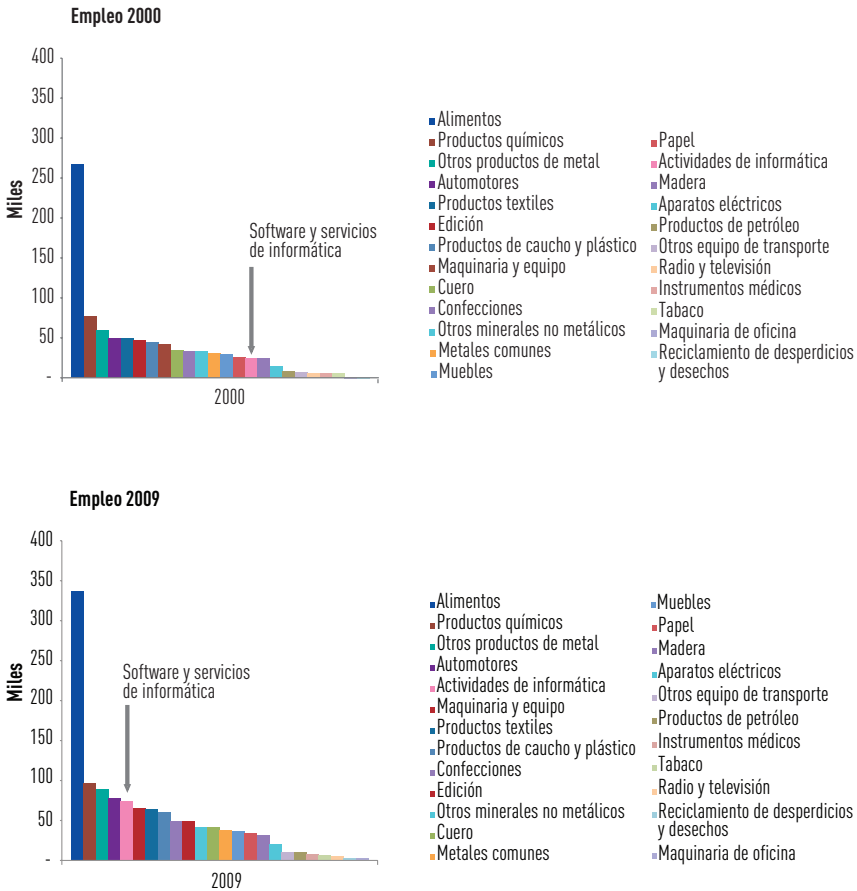 Empleo 2000
400
350
300
250
200
150
100
50
-
Miles
Software y servicios
de informática
2000
Alimentos
Productos químicos
Otros productos de metal
Automotores
Productos textiles
Edición
Productos de caucho y plástico
Maquinaria y equipo
Cuero
Confecciones
Otros minerales no metálicos
Metales comunes
Muebles
Papel
Actividades de informática
Madera
Aparatos eléctricos
Productos de petróleo
Otros equipo de transporte
Radio y televisión
Instrumentos médicos
Tabaco
Maquinaria de oficina
Reciclamiento de desperdicios
y desechos
Empleo 2009
400
350
300
250
200
150
100
50
-
Miles
Software y servicios
de informática
2009
Alimentos
Productos químicos
Otros productos de metal
Automotores
Actividades de informática
Maquinaria y equipo
Productos textiles
Productos de caucho y plástico
Confecciones
Edición
Otros minerales no metálicos
Cuero
Metales comunes
Muebles
Papel
Madera
Aparatos eléctricos
Otros equipo de transporte
Productos de petróleo
Instrumentos médicos
Tabaco
Radio y televisión
Reciclamiento de desperdicios
y desechos
Maquinaria de oficina